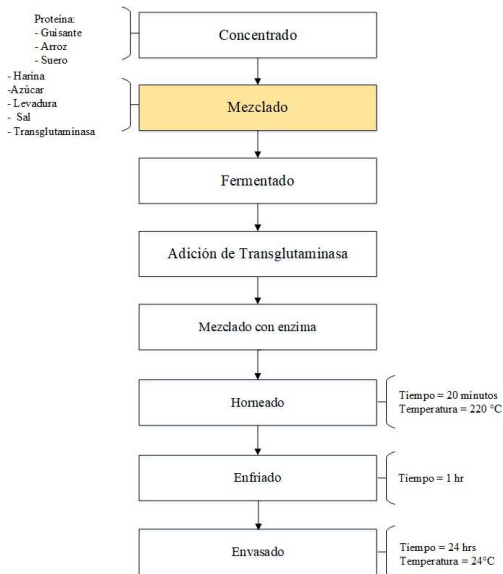 Proteína:
- Guisante
- Arroz
- Suero
Concentrado
- Harina
-Azúcar
- Levadura
- Sal
- Transglutaminasa
Mezclado
Fermentado
Adición de Transglutaminasa
Mezclado con enzima
Horneado
Tiempo = 20 minutos
Temperatura = 220 °C
Enfriado
Tiempo = 1 hr
Envasado
Tiempo = 24 hrs
Temperatura = 24°C